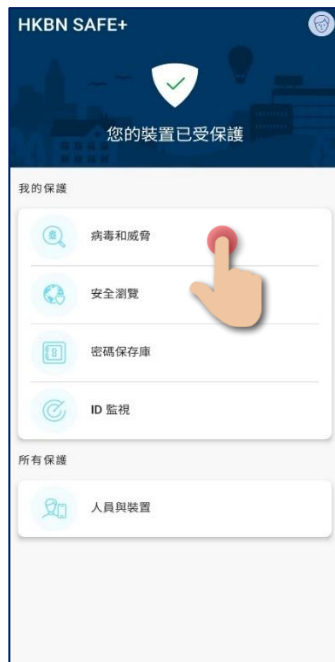 HKBN SAFE+
您的裝置已受保護
我的保護
病毒和威脅
安全瀏覽
密碼保存庫
ID 監視
所有保護
人員與裝置